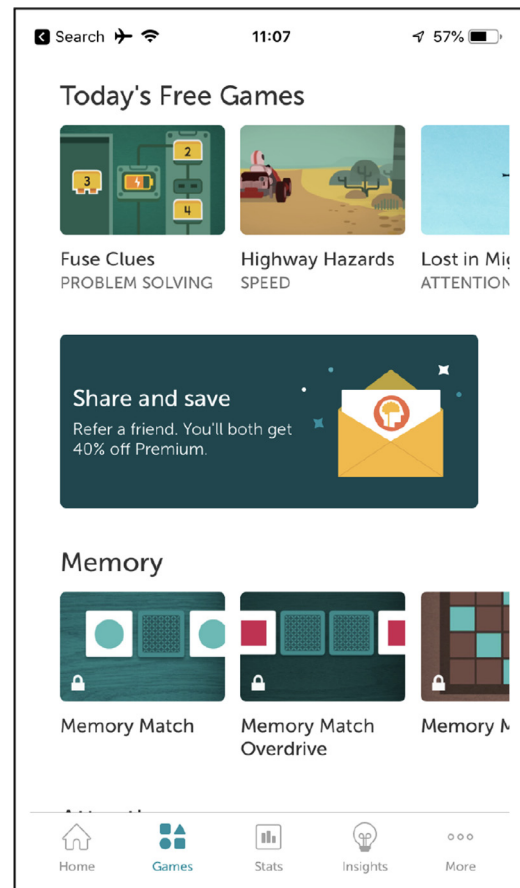 Search
11:07
57%
Today's Free Games
3
2
4
Fuse Clues
PROBLEM SOLVING
Highway Hazards
SPEED
Lost in
ATTENTION
Share and save
Refer a friend. You'll both get
40% off Premium.
Memory
Memory Match
Memory Match
Overdrive
Memory
Home
Games
Stats
Insights
More